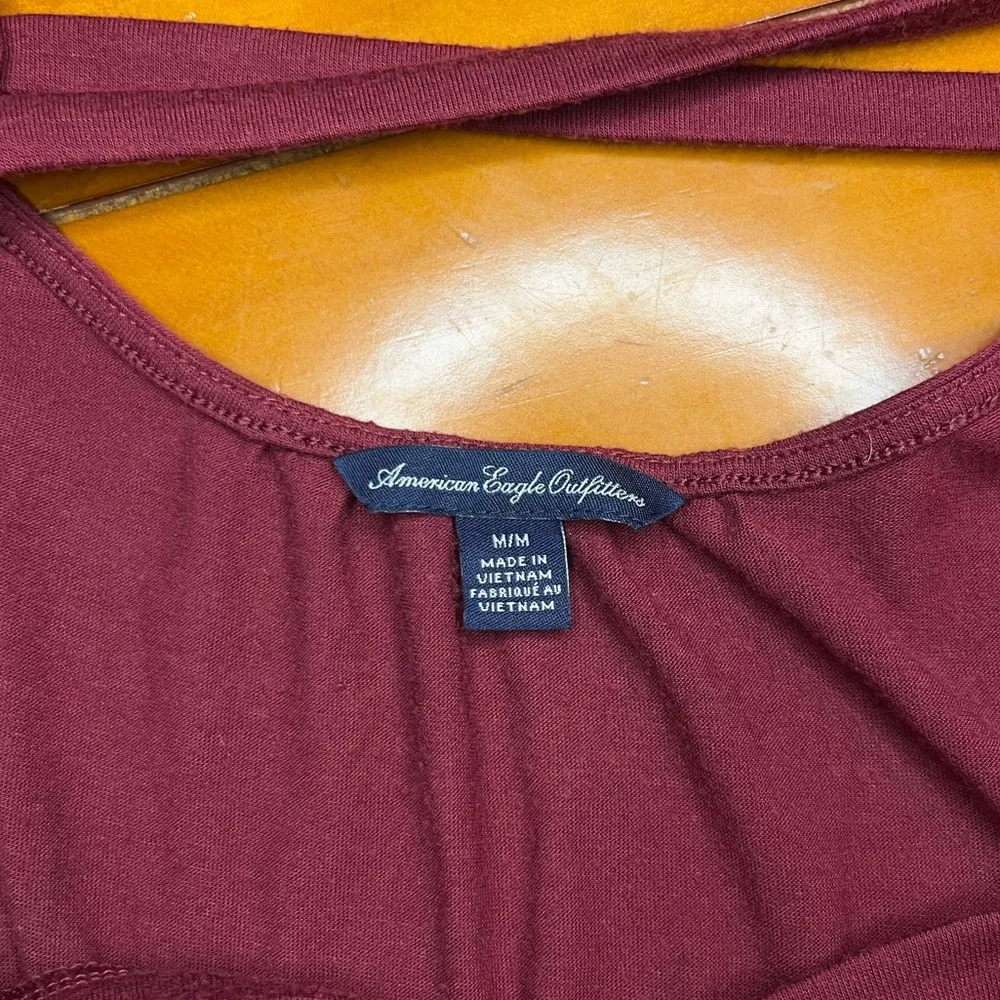 American Eagle Outfitters
M/M
MADE IN
VIETNAM
FABRIQUÉ AU
VIETNAM